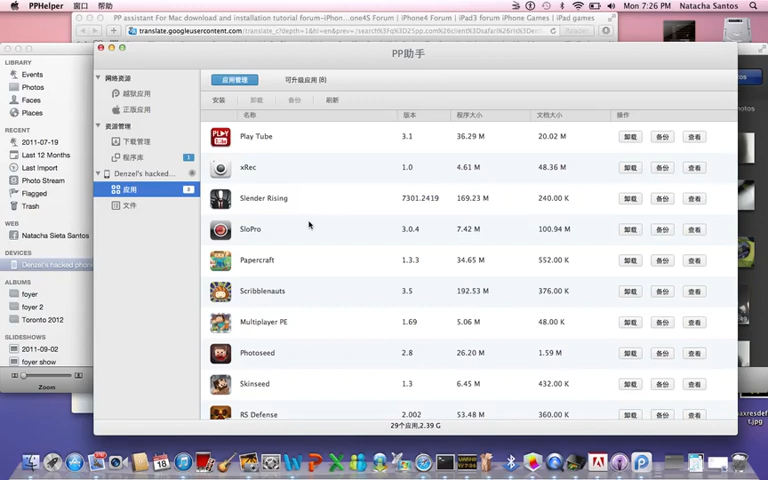 PPHelper 窗口 帮助
Mon 7:26 PM Natacha Santos
PP assistant For Mac download and installation tutorial forum–iPhon...one4S Forum | iPhone4 Forum | iPad3 forum iPhone Games | iPad games
translate.googleusercontent.com
Reader
PP助手
LIBRARY
Events
Photos
Faces
Places
RECENT
2011-07-19
Last 12 Months
Last Import
Photo Stream
Flagged
Trash
WEB
Natacha Sieta Santos
DEVICES
Denzel's hacked phone
ALBUMS
foyer
foyer 2
Toronto 2012
SLIDESHOWS
2011-09-02
foyer show
Zoom
网络资源
越狱应用
正版应用
资源管理
下载管理
程序库 1
Denzel's hacked...
应用 8
文件
应用管理 可升级应用 (8)
安装 卸载 备份 刷新
名称 版本 程序大小 文档大小 操作
Play Tube 3.1 36.29 M 20.02 M 卸载 备份 查看
xRec 1.0 4.61 M 48.36 M 卸载 备份 查看
Slender Rising 7301.2419 169.23 M 240.00 K 卸载 备份 查看
SloPro 3.0.4 7.42 M 100.94 M 卸载 备份 查看
Papercraft 1.3.3 34.65 M 552.00 K 卸载 备份 查看
Scribblenauts 3.5 192.53 M 376.00 K 卸载 备份 查看
Multiplayer PE 1.69 5.06 M 48.00 K 卸载 备份 查看
Photoseed 2.8 26.20 M 1.59 M 卸载 备份 查看
Skinseed 1.3 6.45 M 432.00 K 卸载 备份 查看
RS Defense 2.002 53.48 M 360.00 K 卸载 备份 查看
29个应用,2.39 G
maxresdef
t.jpg